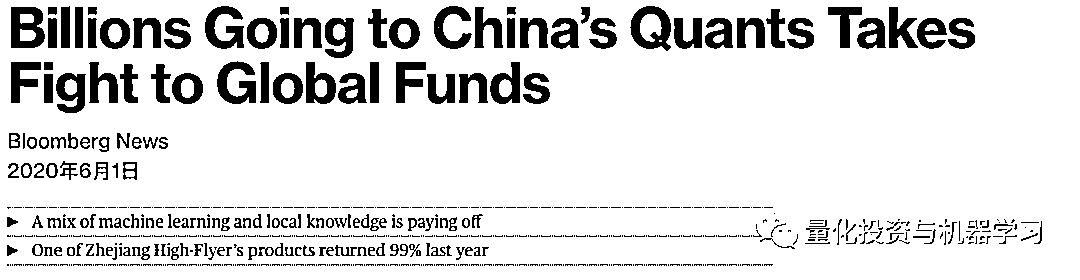 Billions Going to China’s Quants Takes
Fight to Global Funds
Bloomberg News
2020年6月1日
► A mix of machine learning and local knowledge is paying off
► One of Zhejiang High-Flyer’s products returned 99% last year
量化投资与机器学习